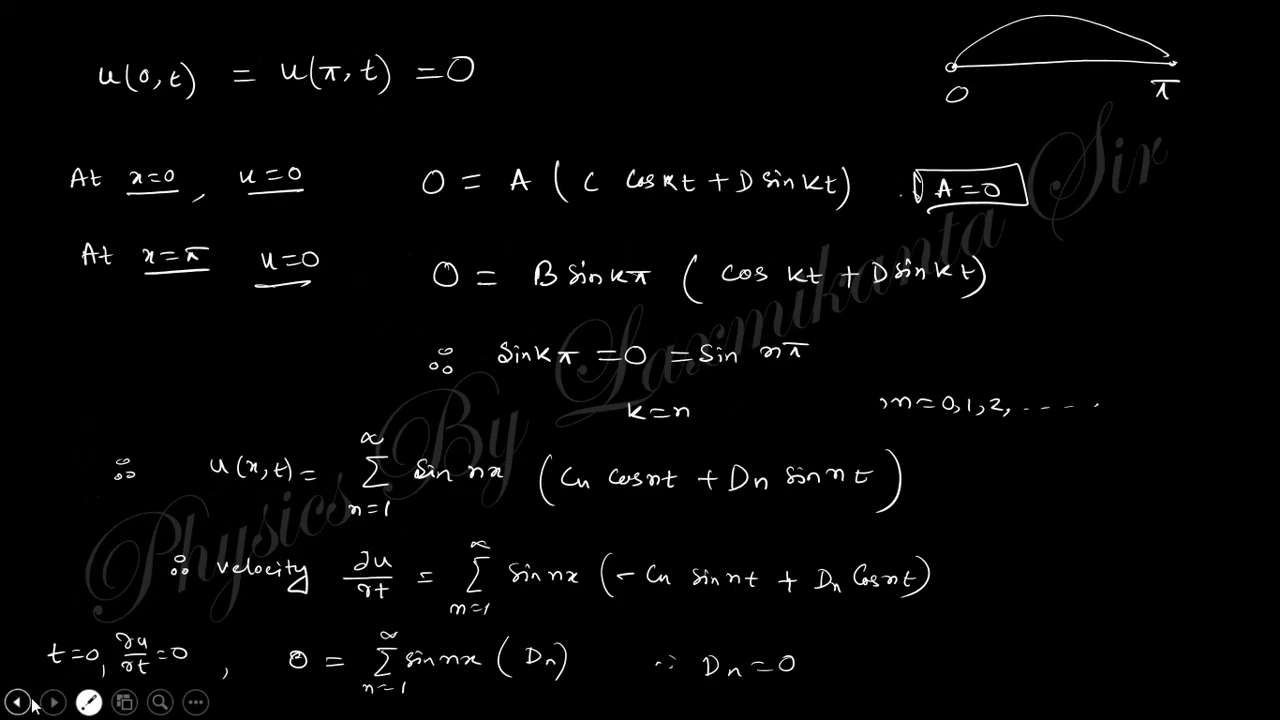 u(0,t) = u(π,t) = 0
0 π
At x=0, u=0 0 = A ( C cos kt + D sin kt) . A=0
At x=π u=0 0 = B sin kπ ( cos kt + D sin kt)
∴ sin kπ = 0 = sin nπ
k=n , n=0,1,2, -----
∴ u(x,t) = ∞ ∑ n=1 sin nx (Cn cos nt + Dn sin nt)
∴ velocity ∂u/∂t = ∞ ∑ n=1 sin nx (- Cn sin nt + Dn cos nt)
t=0, ∂u/∂t=0 , 0 = ∞ ∑ n=1 sin nx ( Dn) ∴ Dn = 0
Physics By Laxmikanta Sir